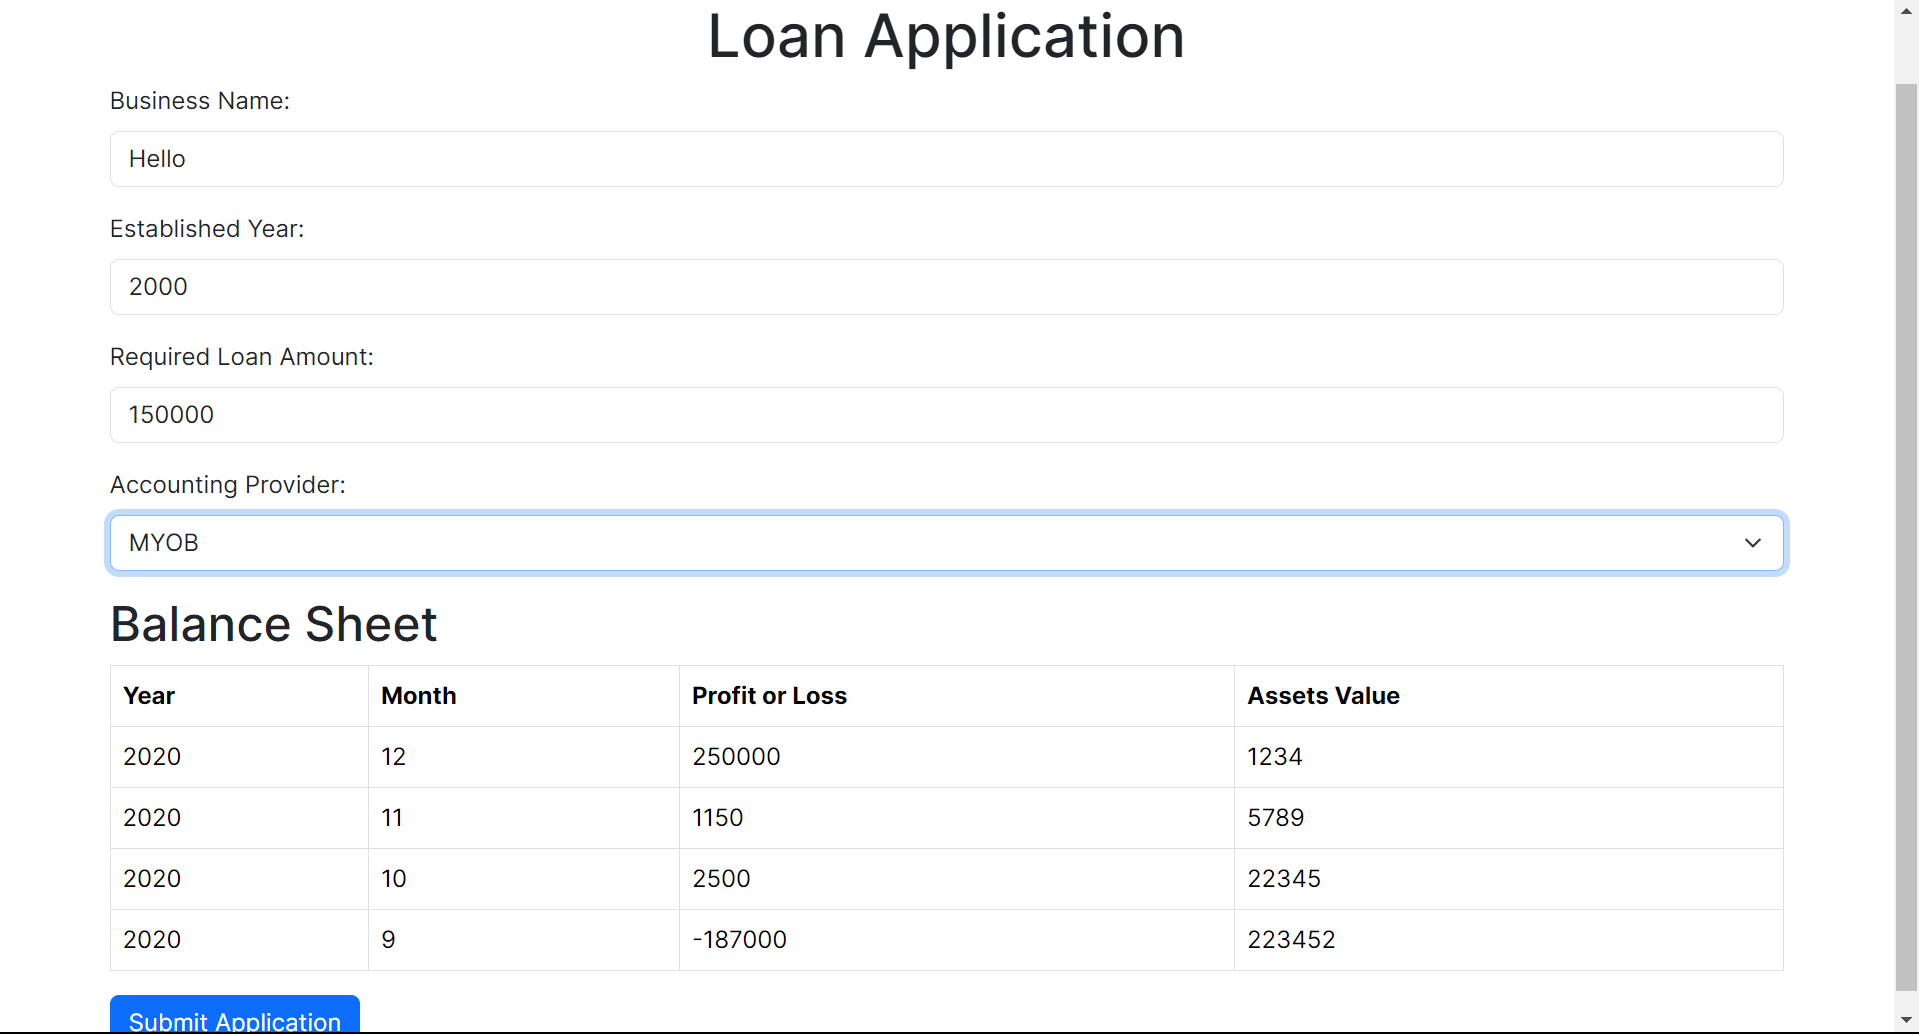 Loan Application
Business Name:
Hello
Established Year:
2000
Required Loan Amount:
150000
Accounting Provider:
MYOB
Balance Sheet
Year Month Profit or Loss Assets Value
2020 12 250000 1234
2020 11 1150 5789
2020 10 2500 22345
2020 9 -187000 223452
Submit Application